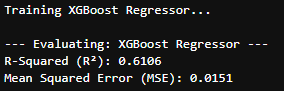 Training XGBoost Regressor...
--- Evaluating: XGBoost Regressor ---
R-Squared (R²): 0.6106
Mean Squared Error (MSE): 0.0151